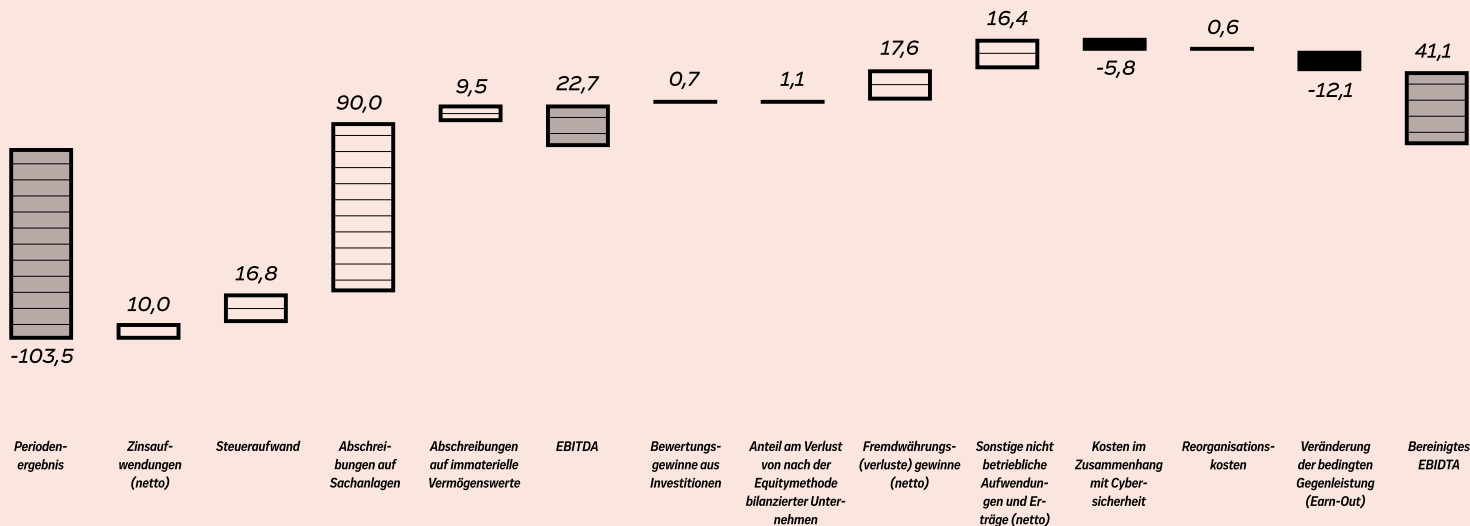 -103,5
10,0
16,8
90,0
9,5
22,7
0,7
1,1
17,6
16,4
-5,8
0,6
-12,1
41,1
Perioden-
ergebnis
Zinsauf-
wendungen
(netto)
Steueraufwand
Abschrei-
bungen auf
Sachanlagen
Abschreibungen
auf immaterielle
Vermögenswerte
EBITDA
Bewertungs-
gewinne aus
Investitionen
Anteil am Verlust
von nach der
Equitymethode
bilanzierter Unter-
nehmen
Fremdwährungs-
(verluste) gewinne
(netto)
Sonstige nicht
betriebliche
Aufwendun-
gen und Er-
träge (netto)
Kosten im
Zusammenhang
mit Cyber-
sicherheit
Reorganisations-
kosten
Veränderung
der bedingten
Gegenleistung
(Earn-Out)
Bereinigtes
EBIDTA